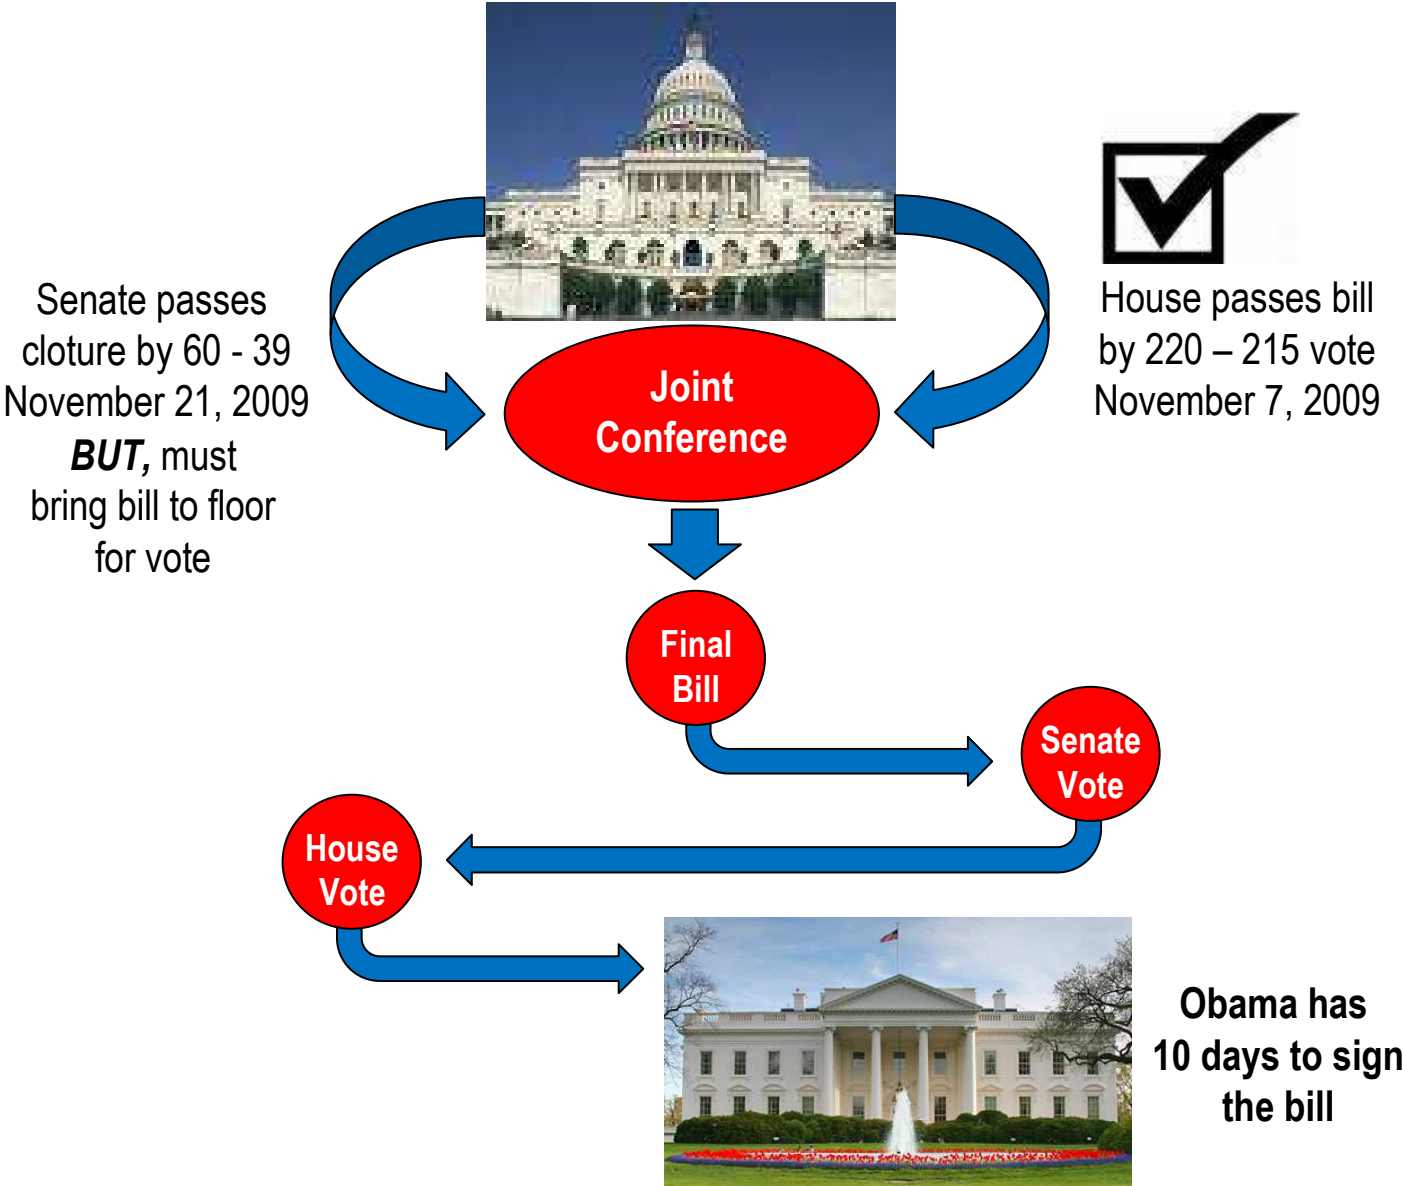 Senate passes
cloture by 60 - 39
November 21, 2009
BUT, must
bring bill to floor
for vote
House passes bill
by 220 – 215 vote
November 7, 2009
Joint
Conference
Final
Bill
Senate
Vote
House
Vote
Obama has
10 days to sign
the bill